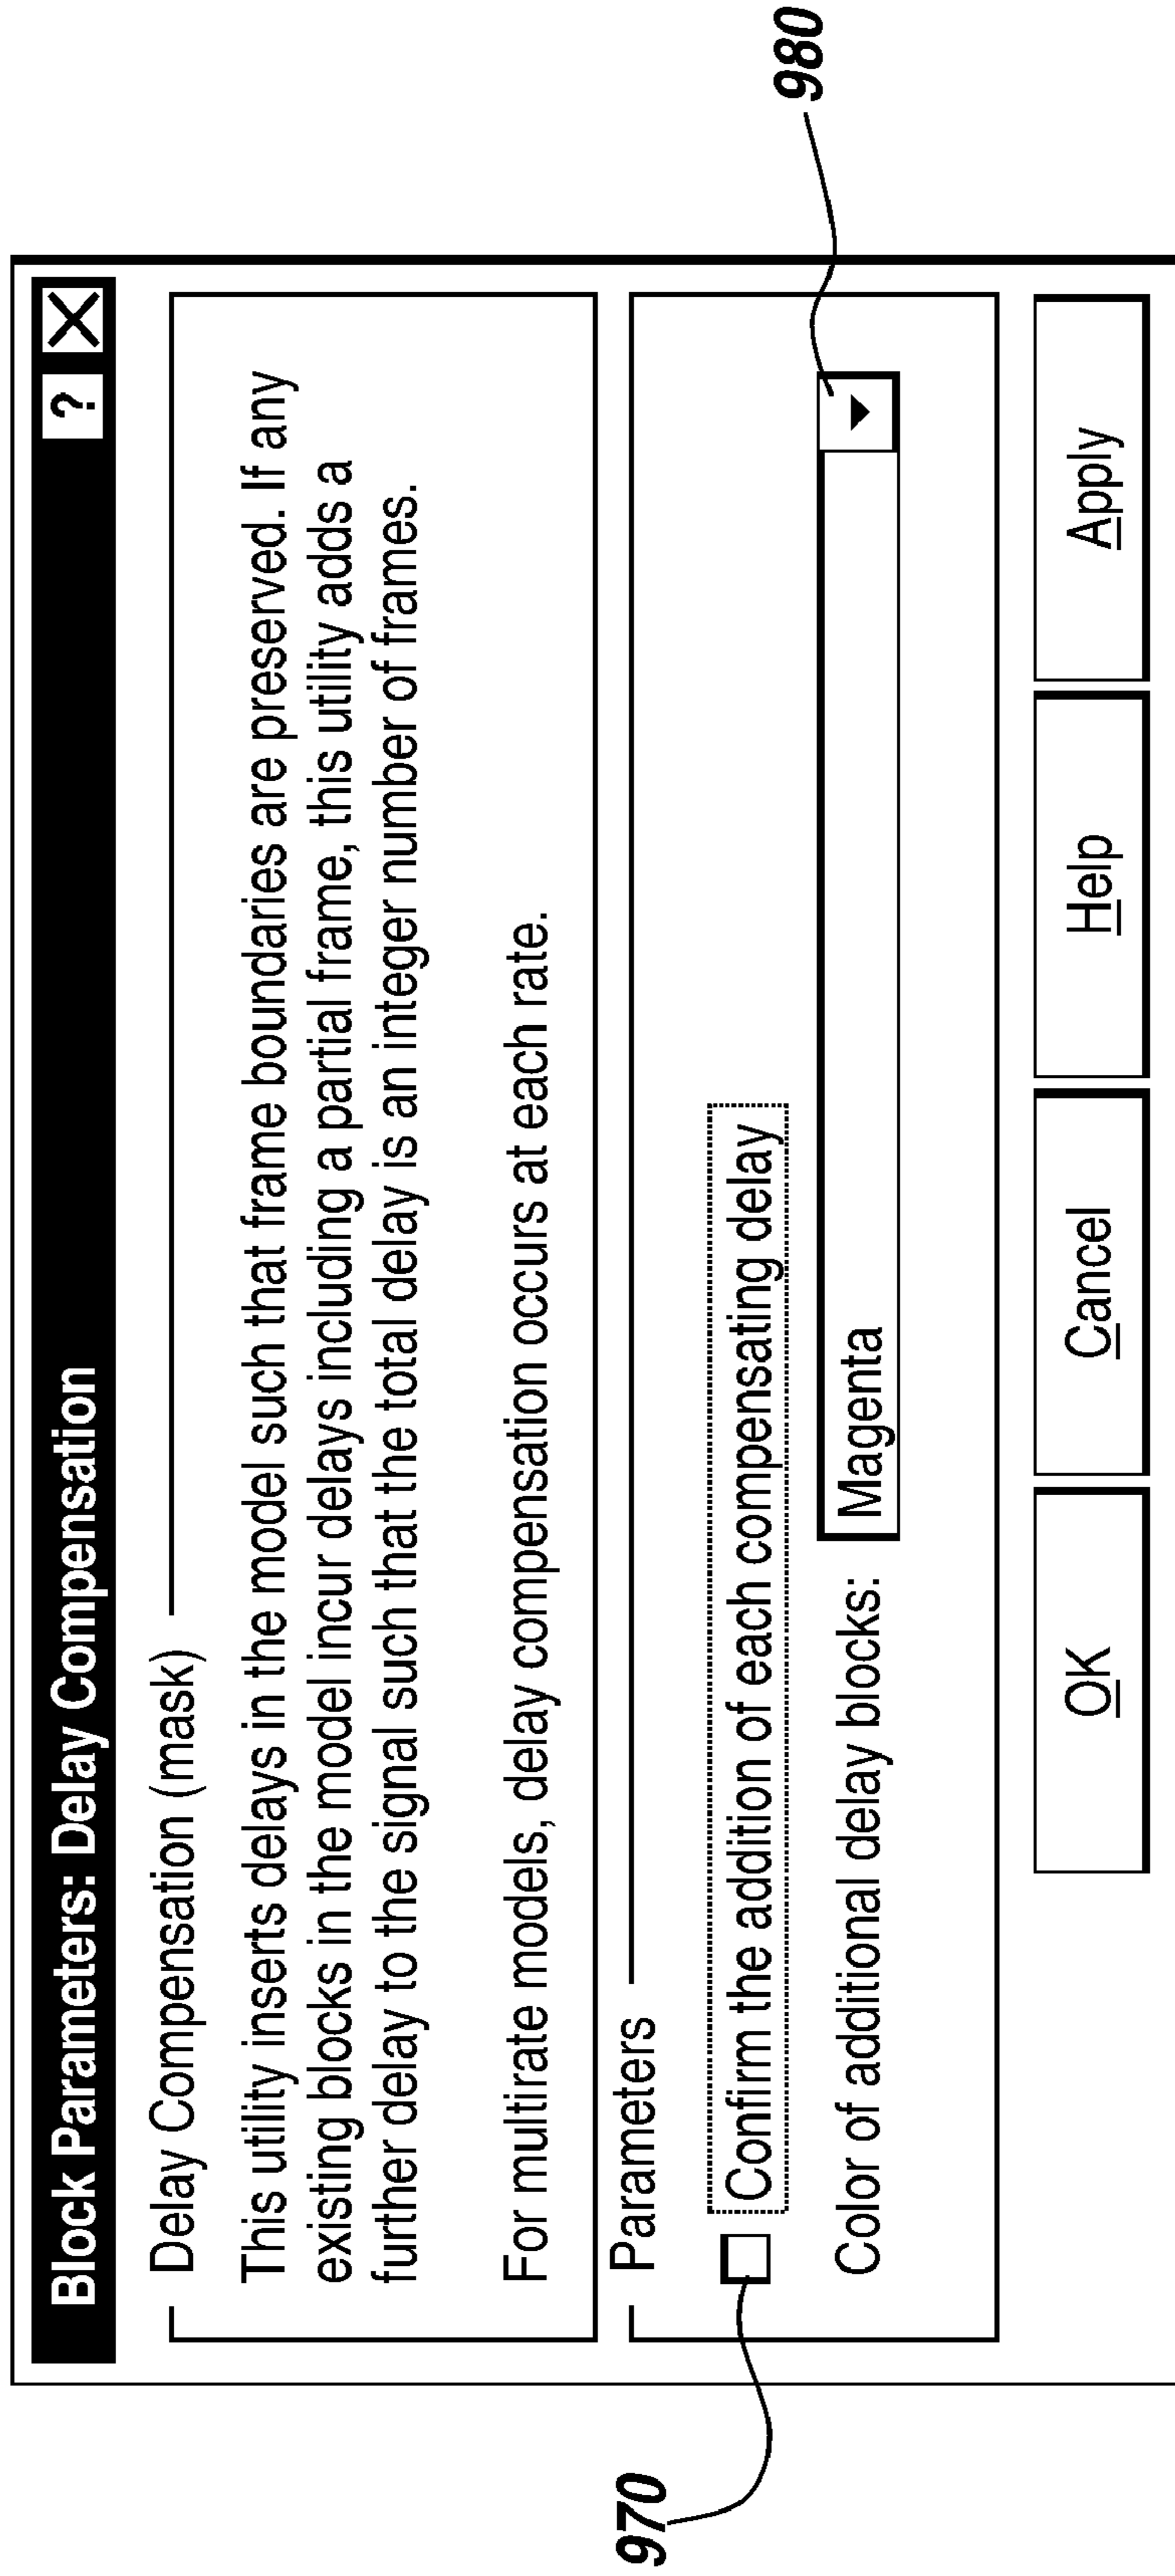 Block Parameters: Delay Compensation ? X
Delay Compensation (mask)
This utility inserts delays in the model such that frame boundaries are preserved. If any
existing blocks in the model incur delays including a partial frame, this utility adds a
further delay to the signal such that the total delay is an integer number of frames.
For multirate models, delay compensation occurs at each rate.
Parameters
970
Confirm the addition of each compensating delay
Color of additional delay blocks: Magenta
980
OK Cancel Help Apply